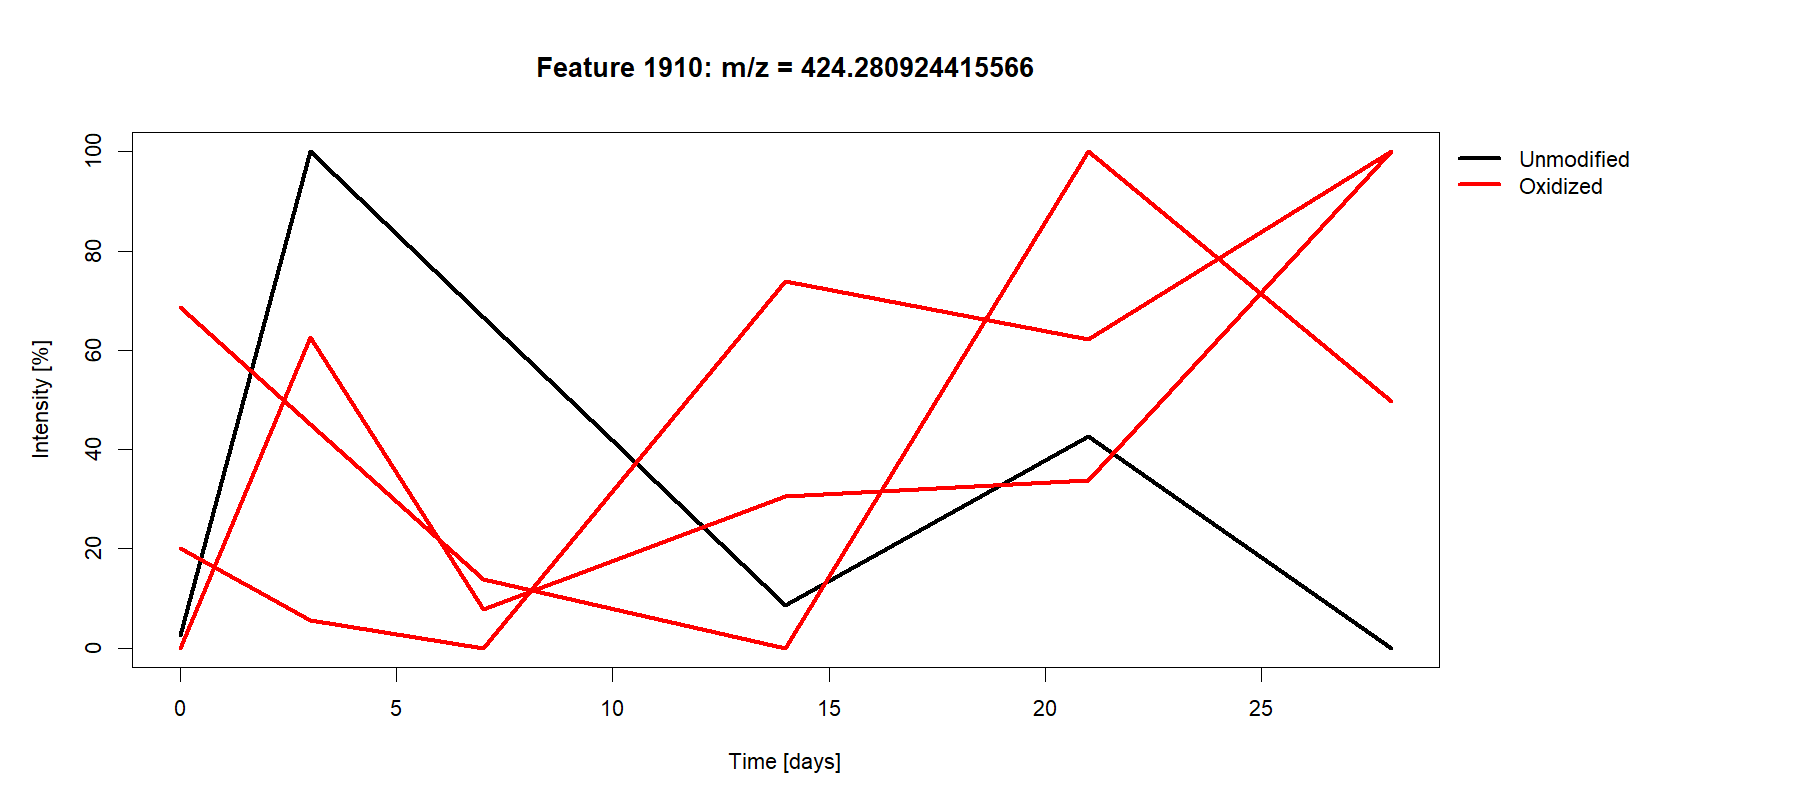 Feature 1910: m/z = 424.280924415566
Unmodified
Oxidized
Intensity [%]
100
80
60
40
20
0
0 5 10 15 20 25
Time [days]